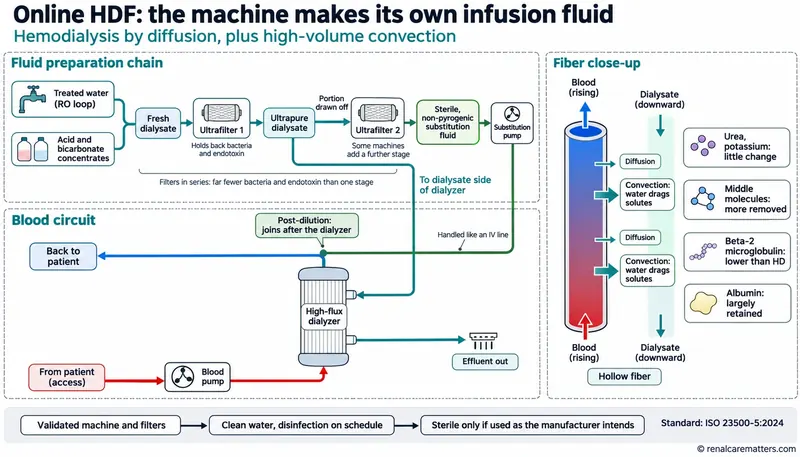 Online HDF: the machine makes its own infusion fluid
Hemodialysis by diffusion, plus high-volume convection
Fluid preparation chain
Treated water
(RO loop)
Acid and
bicarbonate
concentrates
Fresh
dialysate
Ultrafilter 1
Holds back bacteria
and endotoxin
Ultrapure
dialysate
Portion
drawn off
Ultrafilter 2
Some machines
add a further stage
Sterile,
non-pyrogenic
substitution
fluid
Substitution
pump
Filters in series: far fewer bacteria and endotoxin than one stage
To dialysate side
of dialyzer
Blood circuit
Post-dilution:
joins after the dialyzer
Handled like an IV line
Back to
patient
High-flux
dialyzer
Effluent out
From patient
(access)
Blood
pump
Fiber close-up
Blood
(rising)
Dialysate
(downward)
Diffusion
Convection:
water drags
solutes
Diffusion
Convection:
water drags
solutes
Blood
(rising)
Dialysate
(downward)
Hollow fiber
Urea,
potassium:
little change
Middle
molecules:
more removed
Beta-2
microglobulin:
lower than HD
Albumin:
largely
retained
Validated machine and filters
Clean water, disinfection on schedule
Sterile only if used as the manufacturer intends
Standard: ISO 23500-5:2024
© renalcarematters.com